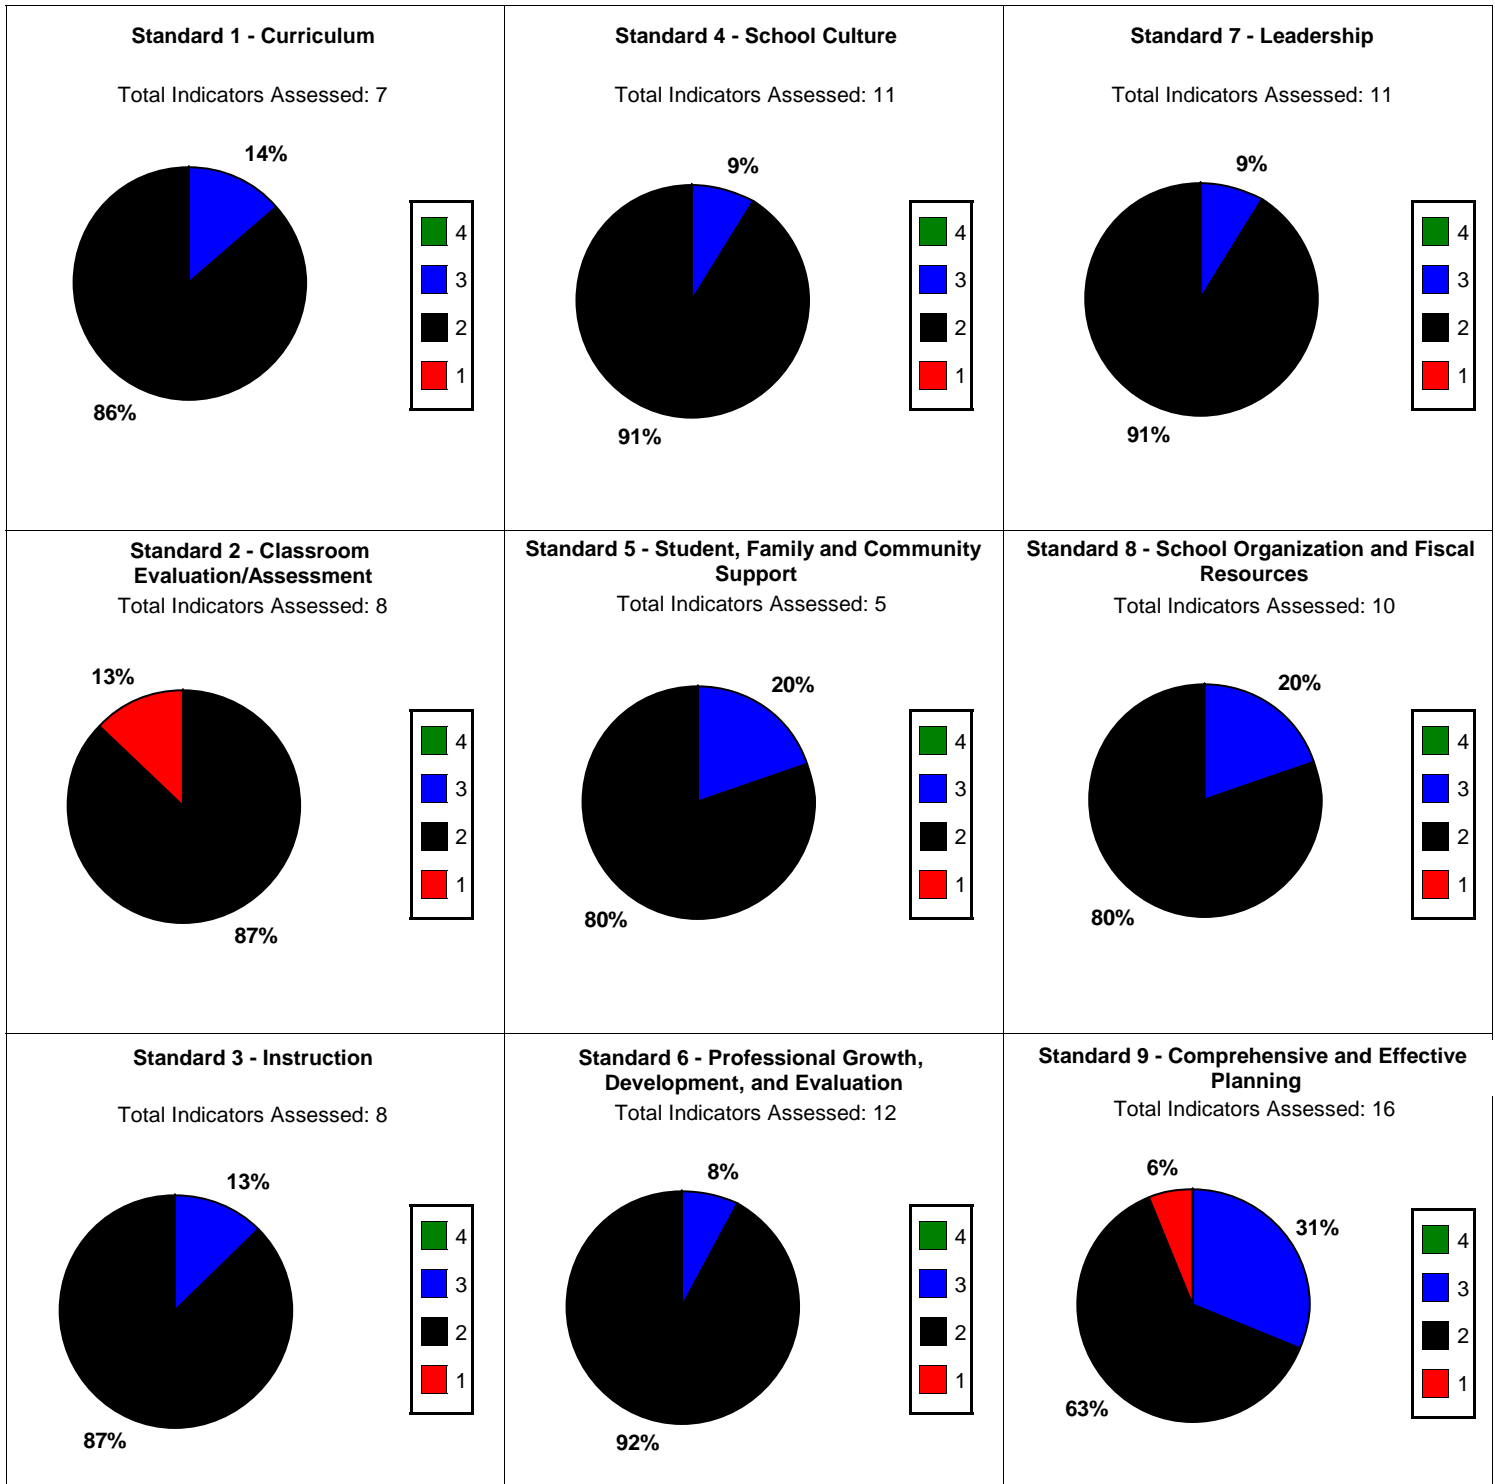 Standard 1 - Curriculum
Total Indicators Assessed: 7
14%
86%
4
3
2
1
Standard 4 - School Culture
Total Indicators Assessed: 11
9%
91%
4
3
2
1
Standard 7 - Leadership
Total Indicators Assessed: 11
9%
91%
4
3
2
1
Standard 2 - Classroom
Evaluation/Assessment
Total Indicators Assessed: 8
13%
87%
4
3
2
1
Standard 5 - Student, Family and Community
Support
Total Indicators Assessed: 5
20%
80%
4
3
2
1
Standard 8 - School Organization and Fiscal
Resources
Total Indicators Assessed: 10
20%
80%
4
3
2
1
Standard 3 - Instruction
Total Indicators Assessed: 8
13%
87%
4
3
2
1
Standard 6 - Professional Growth,
Development, and Evaluation
Total Indicators Assessed: 12
8%
92%
4
3
2
1
Standard 9 - Comprehensive and Effective
Planning
Total Indicators Assessed: 16
6%
31%
63%
4
3
2
1